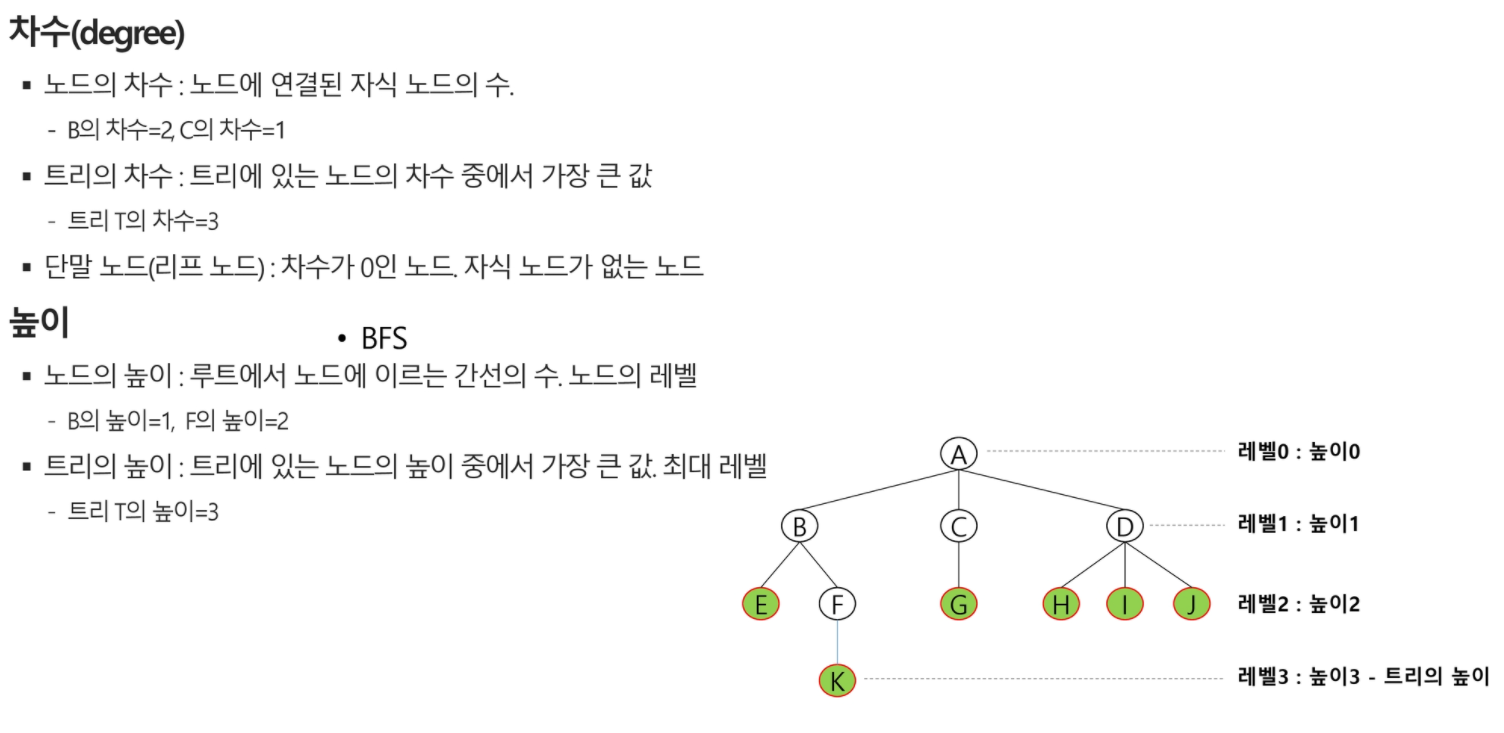 차수(degree)
▪ 노드의 차수 : 노드에 연결된 자식 노드의 수.
- B의 차수=2, C의 차수=1
▪ 트리의 차수 : 트리에 있는 노드의 차수 중에서 가장 큰 값
- 트리 T의 차수=3
▪ 단말 노드(리프 노드) : 차수가 0인 노드. 자식 노드가 없는 노드
높이
• BFS
▪ 노드의 높이 : 루트에서 노드에 이르는 간선의 수. 노드의 레벨
- B의 높이=1, F의 높이=2
▪ 트리의 높이 : 트리에 있는 노드의 높이 중에서 가장 큰 값. 최대 레벨
- 트리 T의 높이=3
A 레벨0 : 높이0
B C D 레벨1 : 높이1
E F G H I J 레벨2 : 높이2
K 레벨3 : 높이3 - 트리의 높이